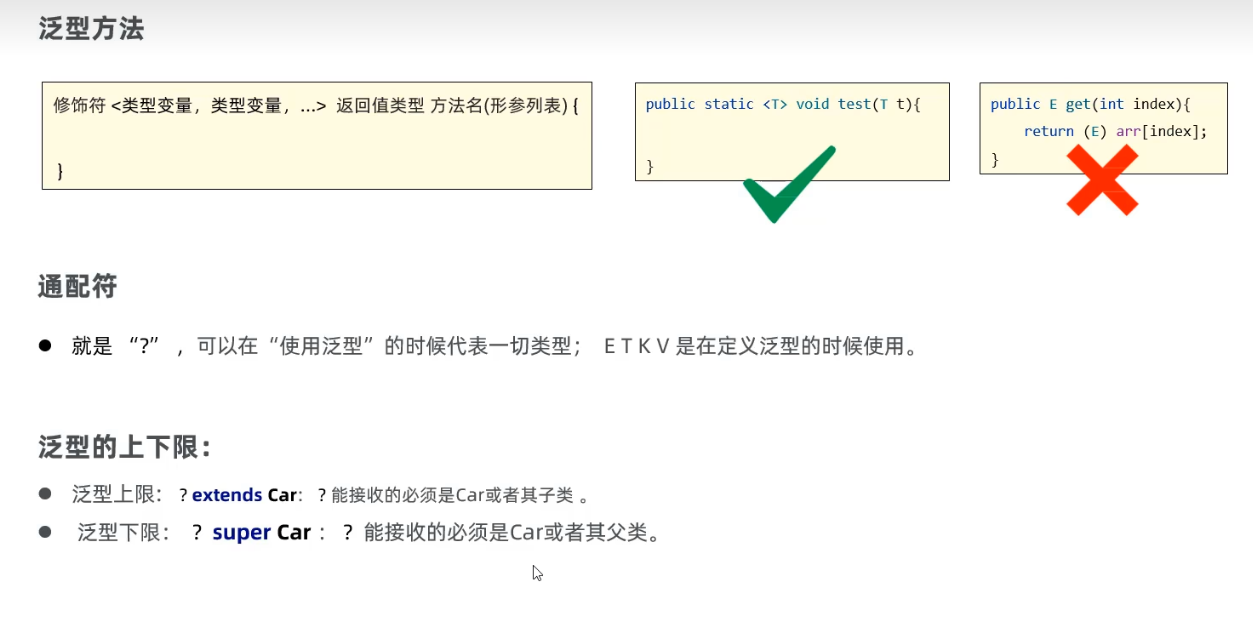 泛型方法
修饰符 <类型变量，类型变量，...> 返回值类型 方法名(形参列表) {
}
public static <T> void test(T t){
}
public E get(int index){
return (E) arr[index];
}
通配符
● 就是 “?” ，可以在“使用泛型”的时候代表一切类型； E T K V 是在定义泛型的时候使用。
泛型的上下限：
● 泛型上限： ? extends Car: ? 能接收的必须是Car或者其子类 。
● 泛型下限： ? super Car : ? 能接收的必须是Car或者其父类。